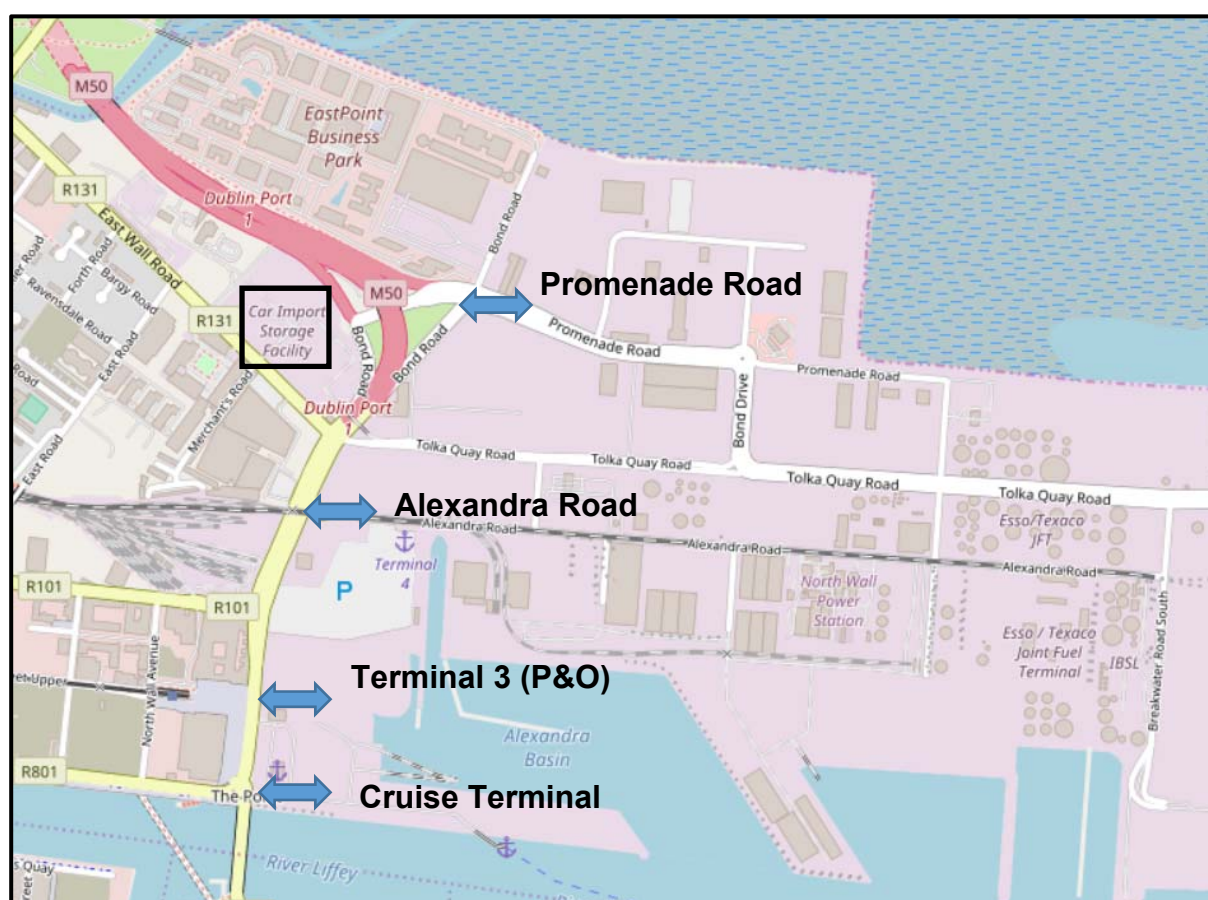 M50
EastPoint
Business
Park
R131
Dublin Port
1
East Wall Road
Bond Road
Forth Road
Bargy Road
Ravensdale Road
East Road
Road
R131
Car Import
Storage
Facility
M50
Promenade Road
Promenade Road
Promenade Road
Bond Road
Bond Road
Merchant's Road
Dublin Port
1
Bond Drive
East Road
Tolka Quay Road
Tolka Quay Road
Tolka Quay Road
Tolka Quay Road
Alexandra Road
Alexandra Road
Alexandra Road
Alexandra Road
Esso/Texaco
JFT
Terminal
4
P
R101
R101
North Wall
Power
Station
Esso / Texaco
Joint Fuel
Terminal
IBSL
Breakwater Road South
North Wall Avenue
Terminal 3 (P&O)
Alexandra
Basin
R801
The Po
Cruise Terminal
River Liffey
s Quay